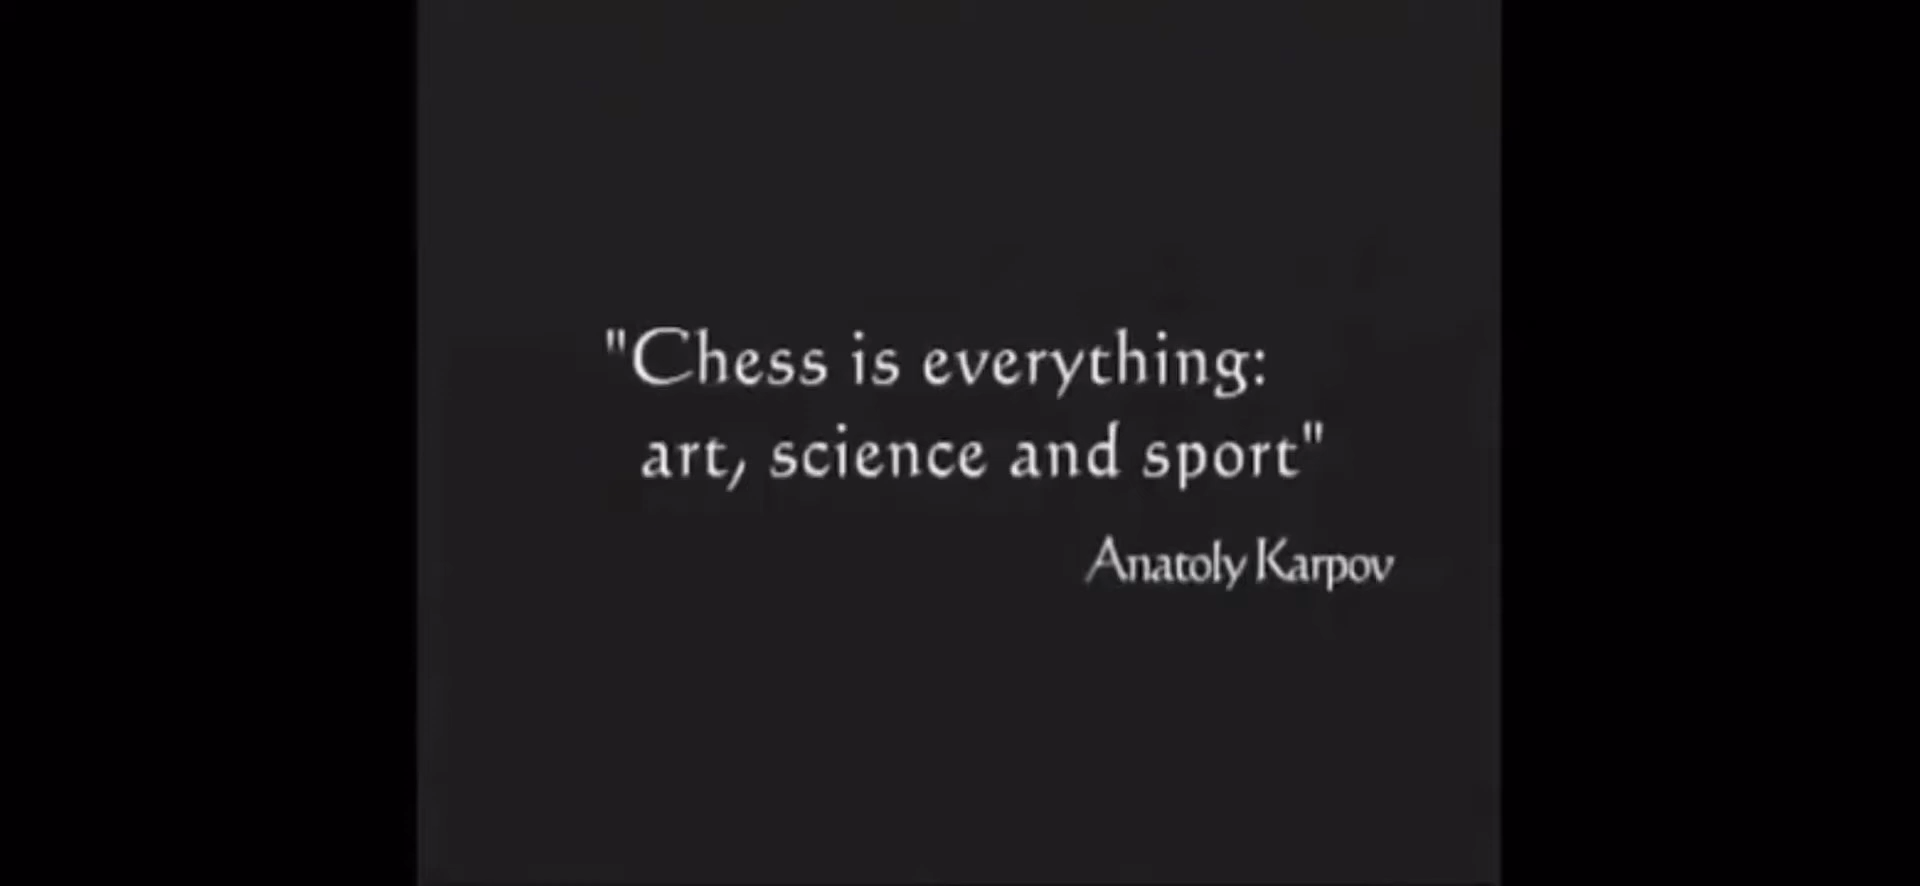 "Chess is everything:
art, science and sport"
Anatoly Karpov